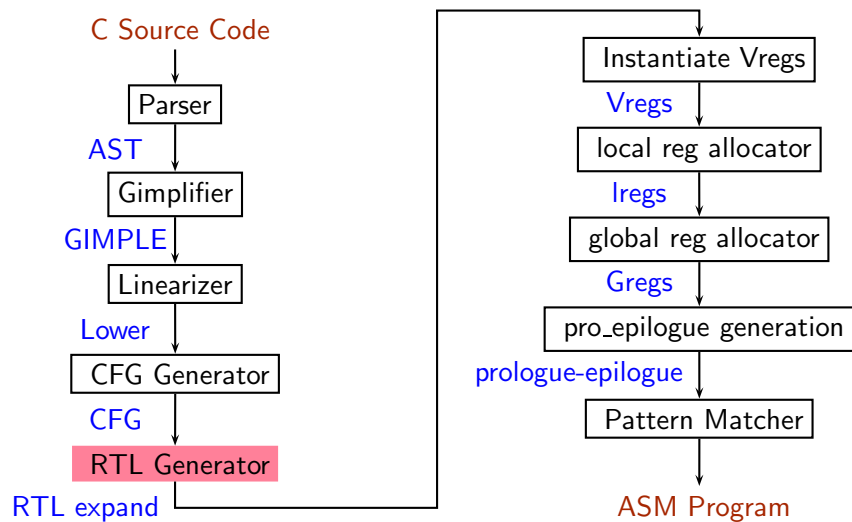 C Source Code
Parser
AST
Gimplifier
GIMPLE
Linearizer
Lower
CFG Generator
CFG
RTL Generator
RTL expand
Instantiate Vregs
Vregs
local reg allocator
lregs
global reg allocator
Gregs
pro_epilogue generation
prologue-epilogue
Pattern Matcher
ASM Program